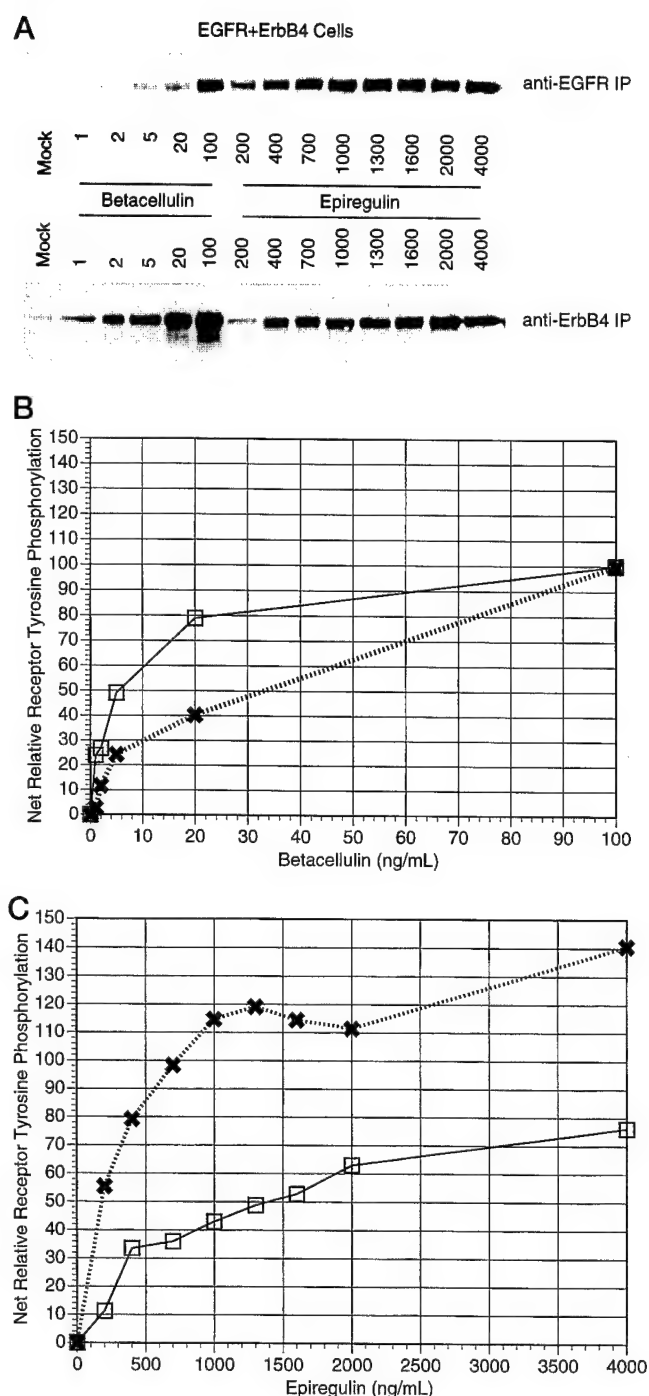 A
EGFR+ErbB4 Cells
anti-EGFR IP
Mock 1 2 5 20 100 200 400 700 1000 1300 1600 2000 4000
Betacellulin Epiregulin
Mock 1 2 5 20 100 200 400 700 1000 1300 1600 2000 4000
anti-ErbB4 IP
B
Net Relative Receptor Tyrosine Phosphorylation
150
140
130
120
110
100
90
80
70
60
50
40
30
20
10
0
0 10 20 30 40 50 60 70 80 90 100
Betacellulin (ng/mL)
C
Net Relative Receptor Tyrosine Phosphorylation
150
140
130
120
110
100
90
80
70
60
50
40
30
20
10
0
0 500 1000 1500 2000 2500 3000 3500 4000
Epiregulin (ng/mL)